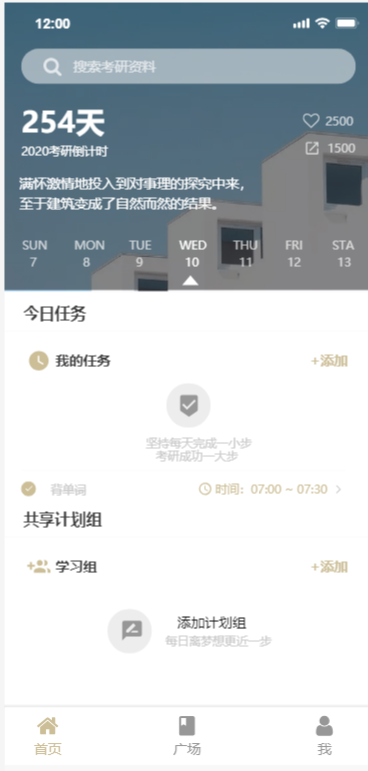 12:00
搜索考研资料
254天
2500
2020考研倒计时
1500
满怀激情地投入到对事理的探究中来，
至于建筑变成了自然而然的结果。
SUN MON TUE WED THU FRI STA
7 8 9 10 11 12 13
今日任务
我的任务 +添加
坚持每天完成一小步
考研成功一大步
背单词 时间：07:00 ~ 07:30
共享计划组
学习组 +添加
添加计划组
每日离梦想更近一步
首页 广场 我